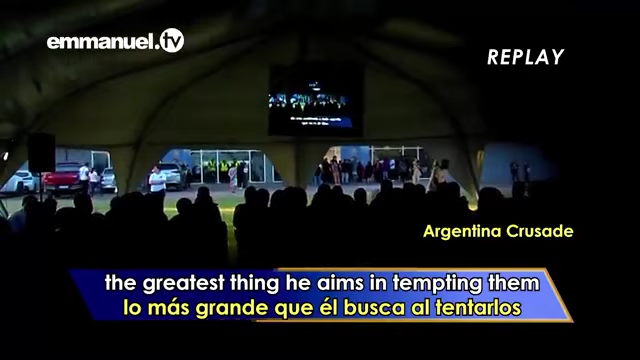 emmanuel.tv
REPLAY
Argentina Crusade
the greatest thing he aims in tempting them
lo más grande que él busca al tentarlos